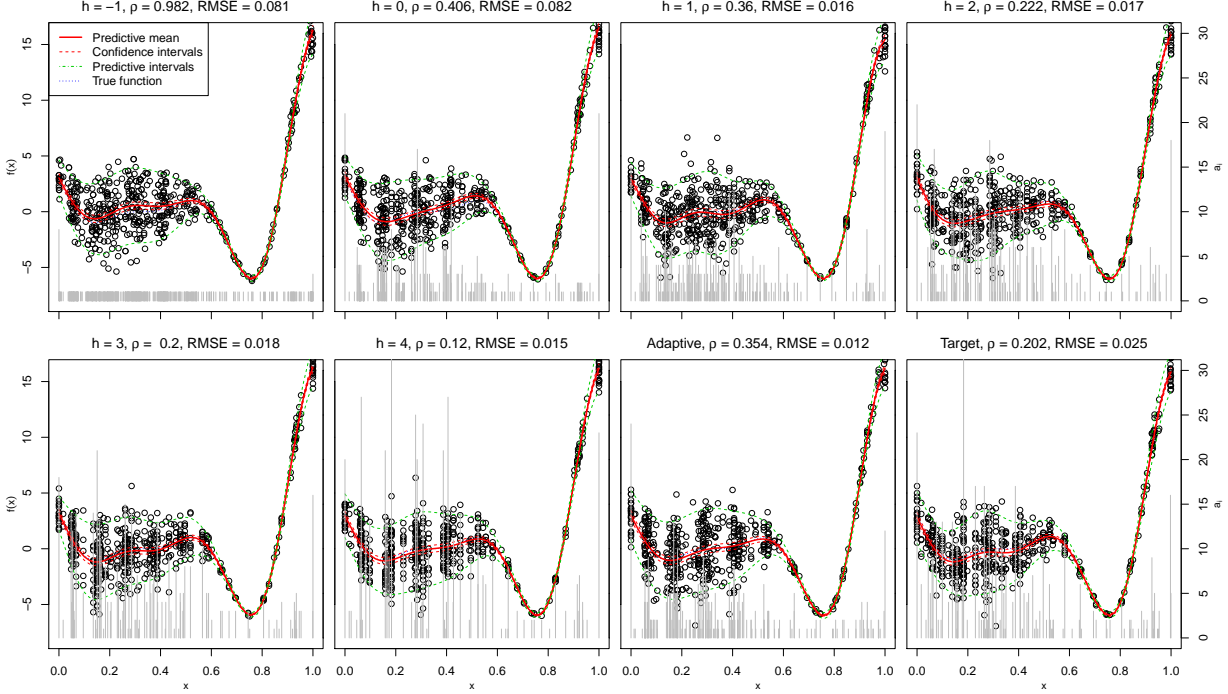 h = −1, ρ = 0.982, RMSE = 0.081
h = 0, ρ = 0.406, RMSE = 0.082
h = 1, ρ = 0.36, RMSE = 0.016
h = 2, ρ = 0.222, RMSE = 0.017
Predictive mean
Confidence intervals
Predictive intervals
True function
f(x)
15
10
5
0
−5
30
25
20
15
10
5
0
a_i
h = 3, ρ = 0.2, RMSE = 0.018
h = 4, ρ = 0.12, RMSE = 0.015
Adaptive, ρ = 0.354, RMSE = 0.012
Target, ρ = 0.202, RMSE = 0.025
f(x)
15
10
5
0
−5
30
25
20
15
10
5
0
a_i
0.0 0.2 0.4 0.6 0.8 1.0
0.0 0.2 0.4 0.6 0.8 1.0
0.0 0.2 0.4 0.6 0.8 1.0
0.0 0.2 0.4 0.6 0.8 1.0
x
x
x
x